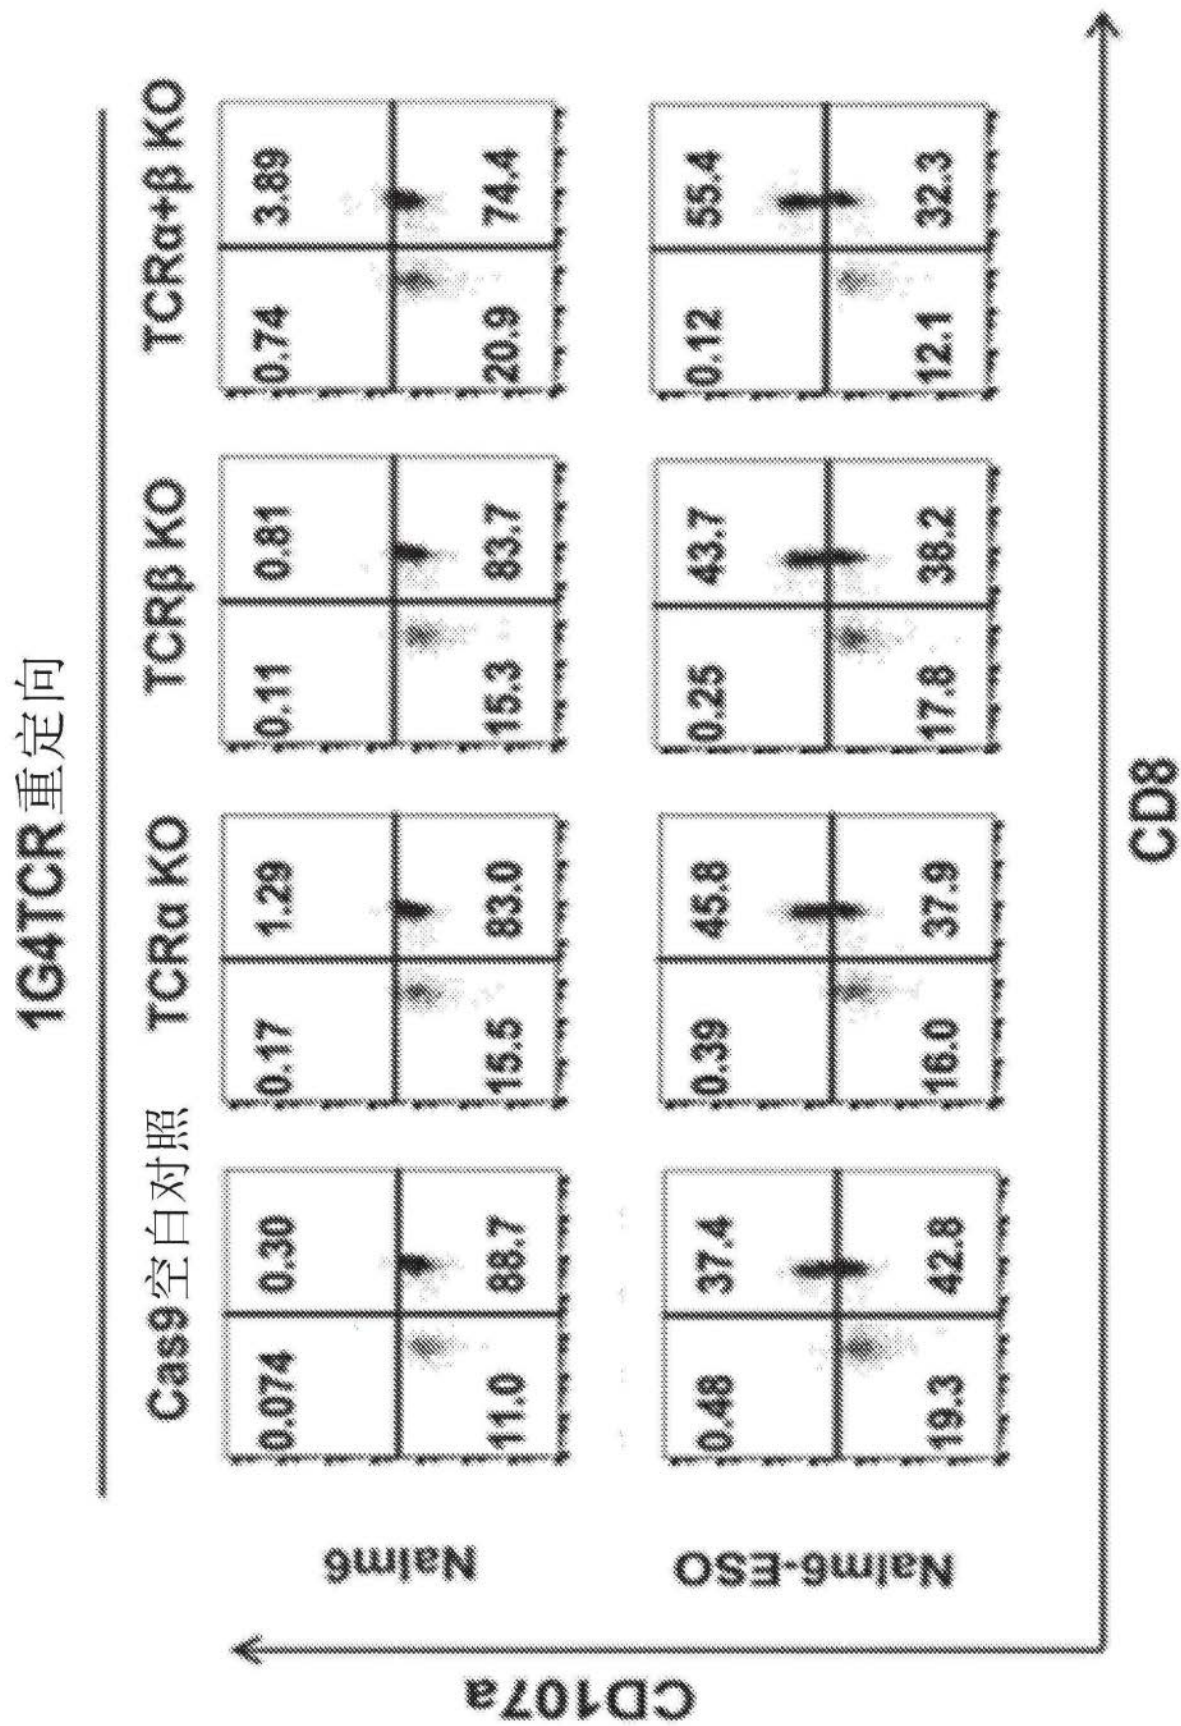 1G4TCR重定向
Cas9空白对照 TCRα KO TCRβ KO TCRα+β KO
Nalm6
0.074 0.30 0.17 1.29 0.11 0.81 0.74 3.89
11.0 88.7 15.5 83.0 15.3 83.7 20.9 74.4
Nalm6-ESO
0.48 37.4 0.39 45.8 0.25 43.7 0.12 55.4
19.3 42.8 16.0 37.9 17.8 38.2 12.1 32.3
CD107a
CD8